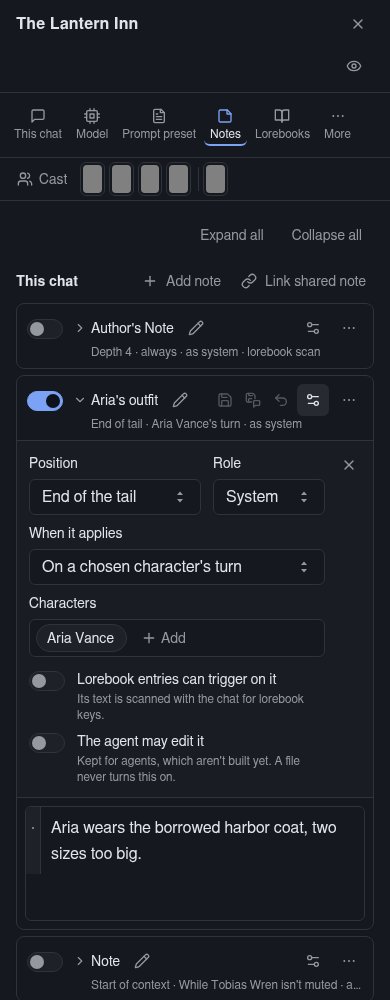 The Lantern Inn
This chat
Model
Prompt preset
Notes
Lorebooks
More
Cast
Expand all
Collapse all
This chat
Add note
Link shared note
Author's Note
Depth 4 · always · as system · lorebook scan
Aria's outfit
End of tail · Aria Vance's turn · as system
Position
Role
End of the tail
System
When it applies
On a chosen character's turn
Characters
Aria Vance
Add
Lorebook entries can trigger on it
Its text is scanned with the chat for lorebook
keys.
The agent may edit it
Kept for agents, which aren't built yet. A file
never turns this on.
Aria wears the borrowed harbor coat, two
sizes too big.
Note
Start of context · While Tobias Wren isn't muted · a...